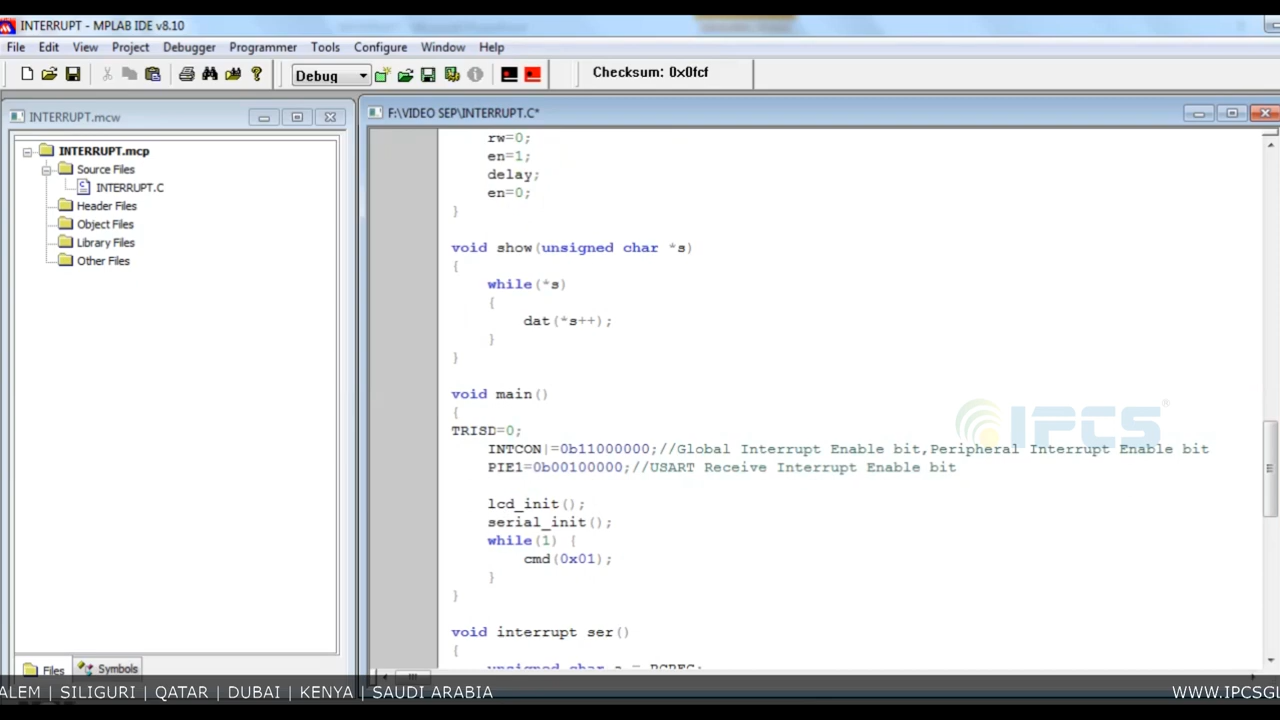 INTERRUPT - MPLAB IDE v8.10
File Edit View Project Debugger Programmer Tools Configure Window Help
Debug
Checksum: 0x0fcf
INTERRUPT.mcw
INTERRUPT.mcp
Source Files
INTERRUPT.C
Header Files
Object Files
Library Files
Other Files
Files Symbols
F:\VIDEO SEP\INTERRUPT.C*
rw=0;
en=1;
delay;
en=0;
}
void show(unsigned char *s)
{
while(*s)
{
dat(*s++);
}
}
void main()
{
TRISD=0;
INTCON|=0b11000000;//Global Interrupt Enable bit,Peripheral Interrupt Enable bit
PIE1=0b00100000;//USART Receive Interrupt Enable bit
lcd_init();
serial_init();
while(1) {
cmd(0x01);
}
}
void interrupt ser()
{
unsigned char a = RCREG;
IPCS®
ALEM | SILIGURI | QATAR | DUBAI | KENYA | SAUDI ARABIA
WWW.IPCSGL